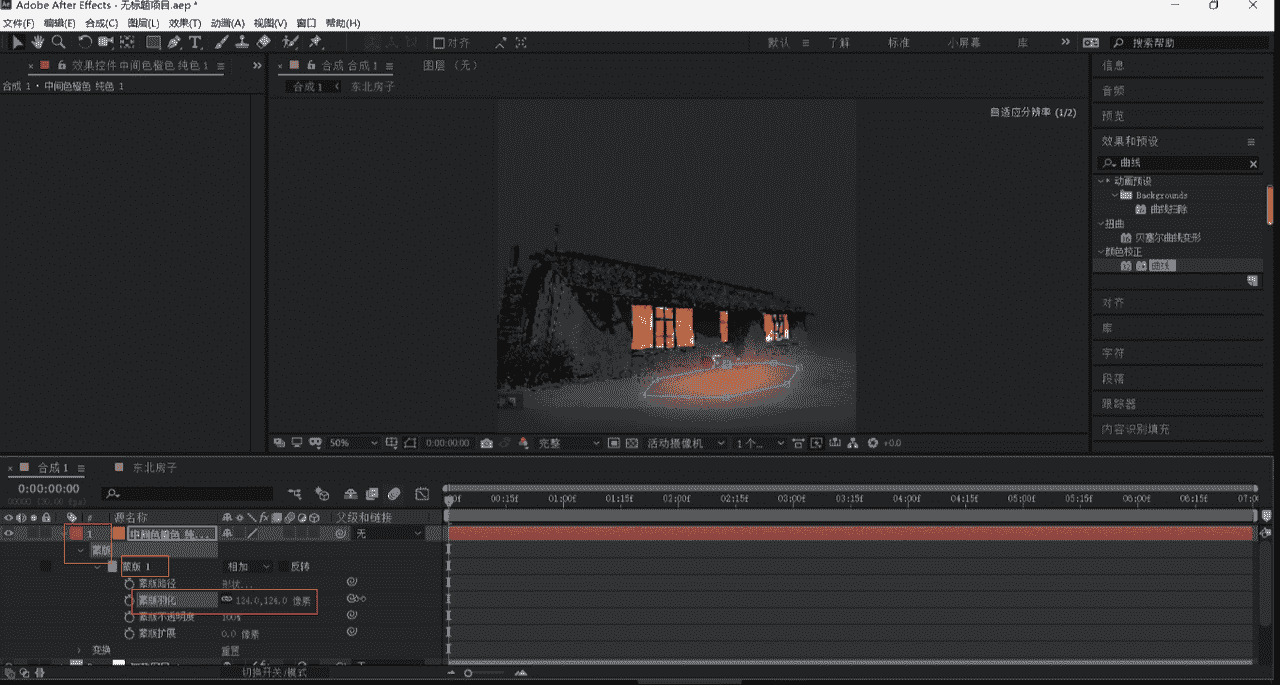 Adobe After Effects - 无标题项目.aep *
文件(F) 编辑(E) 合成(C) 图层(L) 效果(T) 动画(A) 视图(V) 窗口 帮助(H)
对齐 默认 了解 标准 小屏幕 库 搜索帮助
效果控件 中间色橙色 纯色 1
合成 合成 1
图层 (无)
合成 1 · 中间色橙色 纯色 1
合成 1 东北房子
自适应分辨率 (1/2)
信息
音频
预览
效果和预设
曲线
* 动画预设
Backgrounds
曲线扫除
扭曲
贝塞尔曲线变形
颜色校正
曲线
对齐
库
字符
段落
跟踪器
内容识别填充
50% 0:00:00:00 完整 活动摄像机 1 个... +0.0
合成 1 东北房子
0:00:00:00
00:15f 01:00f 01:15f 02:00f 02:15f 03:00f 03:15f 04:00f 04:15f 05:00f 05:15f 06:00f 06:15f 07:0
# 源名称 父级和链接
1 中间色橙色 纯... 无
蒙版
蒙版 1 相加 反转
蒙版路径 形状...
蒙版羽化 124.0,124.0 像素
蒙版不透明度 100%
蒙版扩展 0.0 像素
变换 重置
切换开关/模式